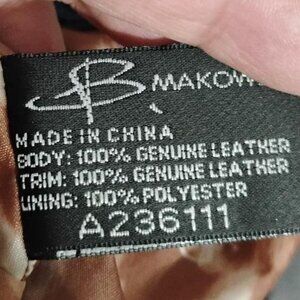 B MAKOW
MADE IN CHINA
BODY: 100% GENUINE LEATHER
TRIM: 100% GENUINE LEATHER
LINING: 100% POLYESTER
A236111